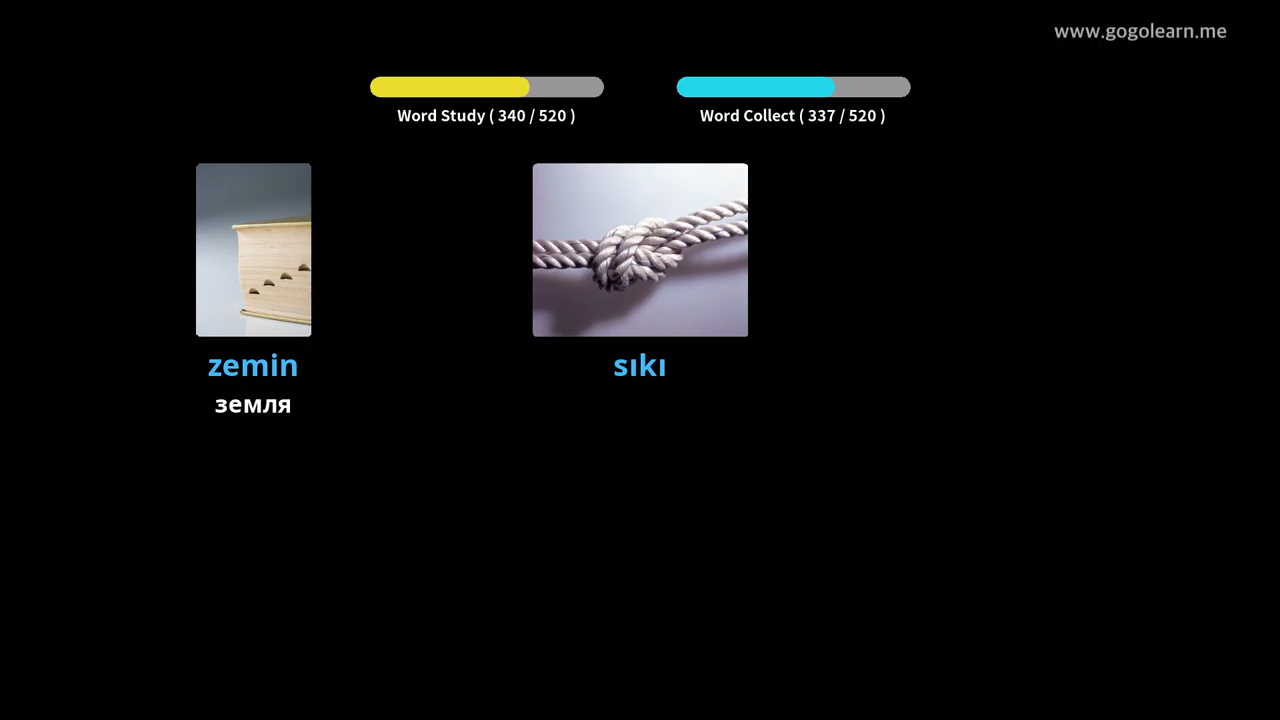 www.gogolearn.me
Word Study ( 340 / 520 )
Word Collect ( 337 / 520 )
zemin
земля
sıkı